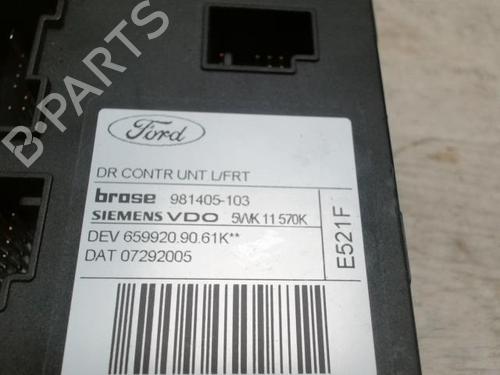 B-PARTS
Ford
DR CONTR UNT L/FRT
brose 981405-103
SIEMENS VDO 5WK 11 570K
DEV 659920.90.61K**
DAT 07292005
E521F